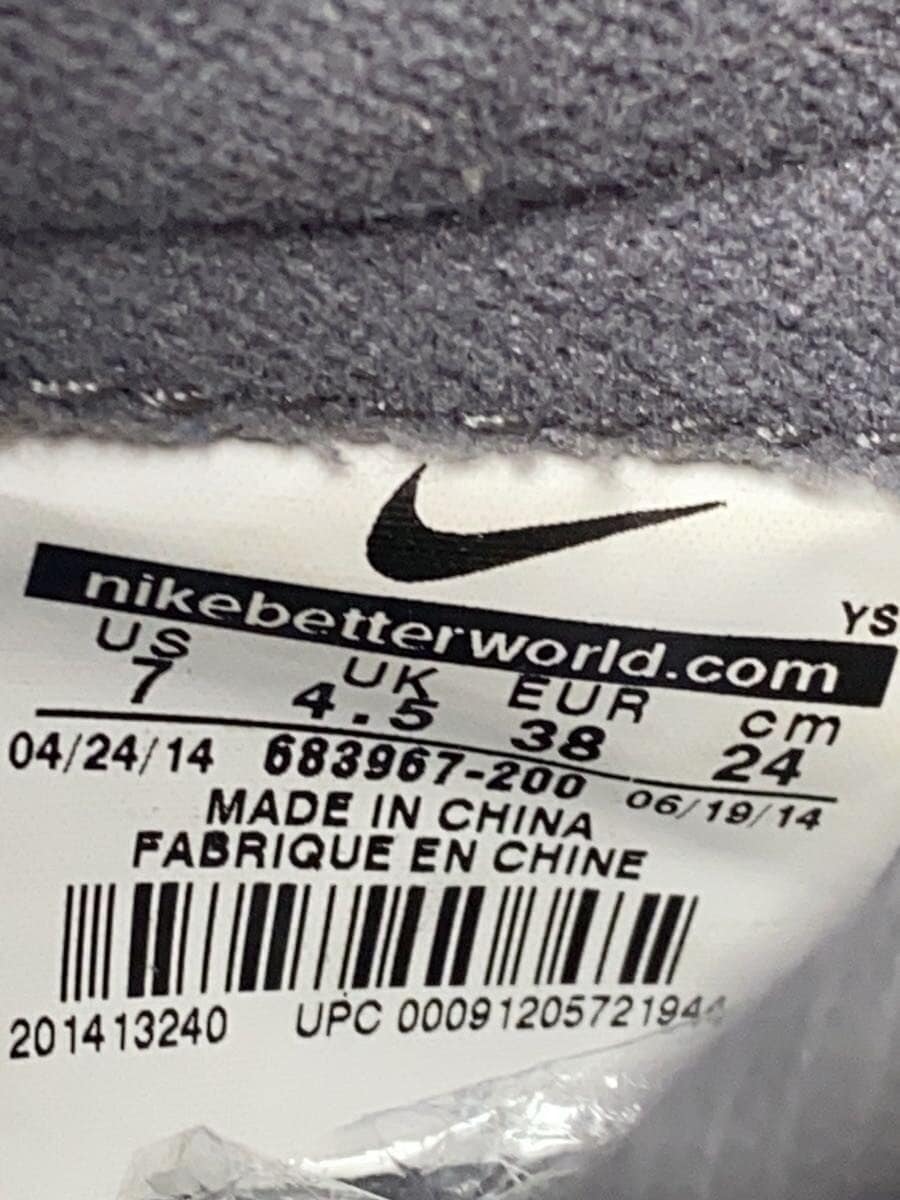 YS
nikebetterworld.com
US UK EUR cm
7 4.5 38 24
04/24/14 683967-200 06/19/14
MADE IN CHINA
FABRIQUE EN CHINE
201413240 UPC 00091205721944